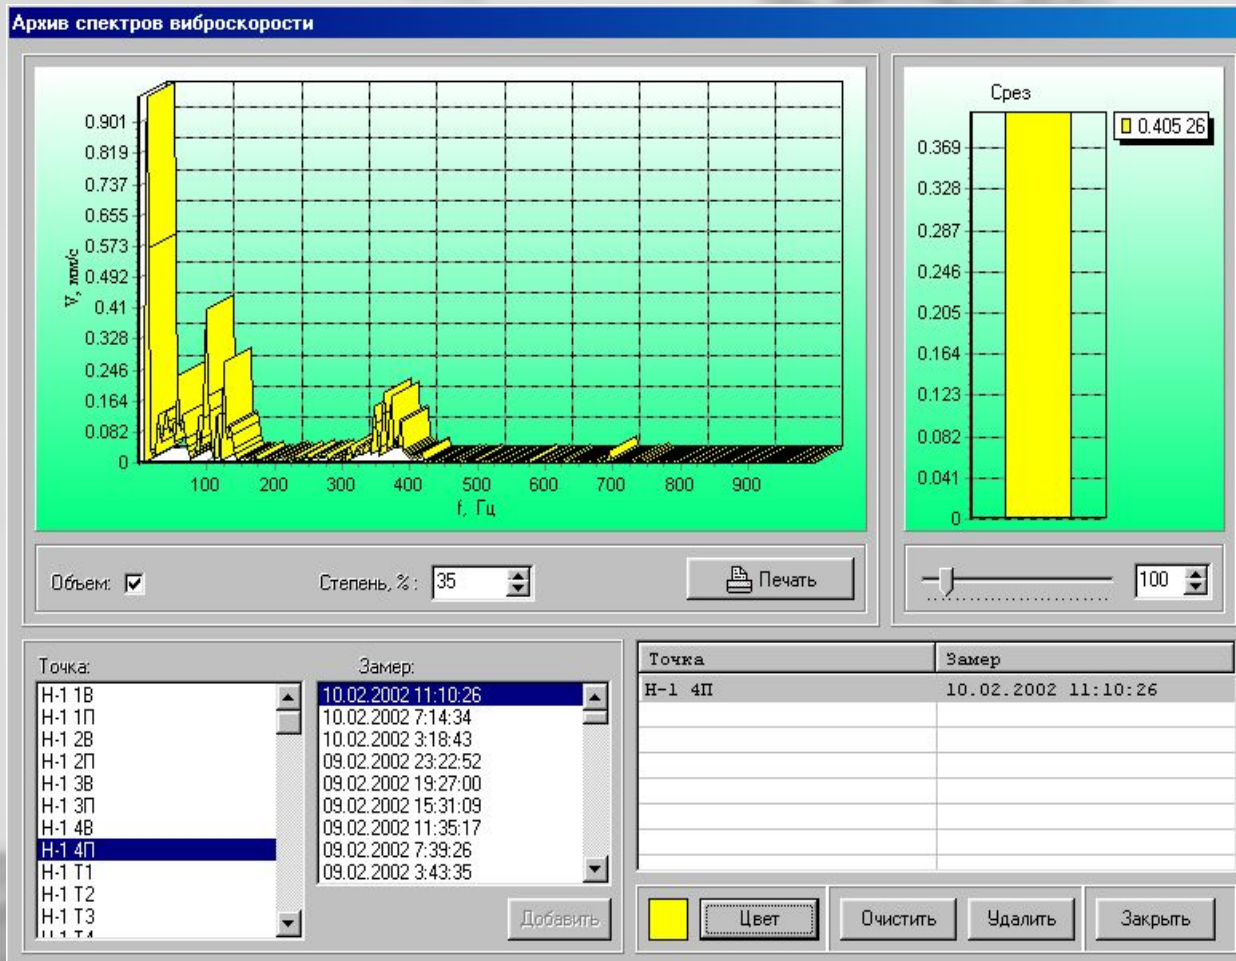 Архив спектров виброскорости
0.901
0.819
0.737
0.655
0.573
0.492
0.41
0.328
0.246
0.164
0.082
0
V, мм/с
100 200 300 400 500 600 700 800 900
f, Гц
Срез
0.405 26
0.369
0.328
0.287
0.246
0.205
0.164
0.123
0.082
0.041
0
Объем:
Степень, % : 35
Печать
100
Точка:
Н-1 1В
Н-1 1П
Н-1 2В
Н-1 2П
Н-1 3В
Н-1 3П
Н-1 4В
Н-1 4П
Н-1 Т1
Н-1 Т2
Н-1 Т3
Замер:
10.02.2002 11:10:26
10.02.2002 7:14:34
10.02.2002 3:18:43
09.02.2002 23:22:52
09.02.2002 19:27:00
09.02.2002 15:31:09
09.02.2002 11:35:17
09.02.2002 7:39:26
09.02.2002 3:43:35
Добавить
Точка Замер
Н-1 4П 10.02.2002 11:10:26
Цвет Очистить Удалить Закрыть